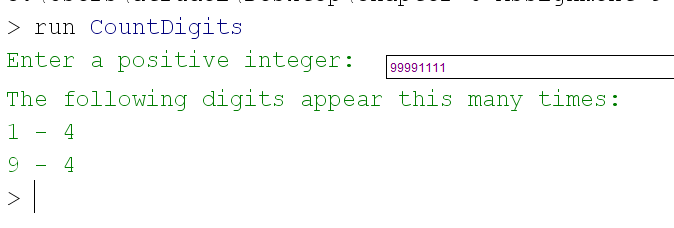 > run CountDigits
Enter a positive integer: 99991111
The following digits appear this many times:
1 - 4
9 - 4
>